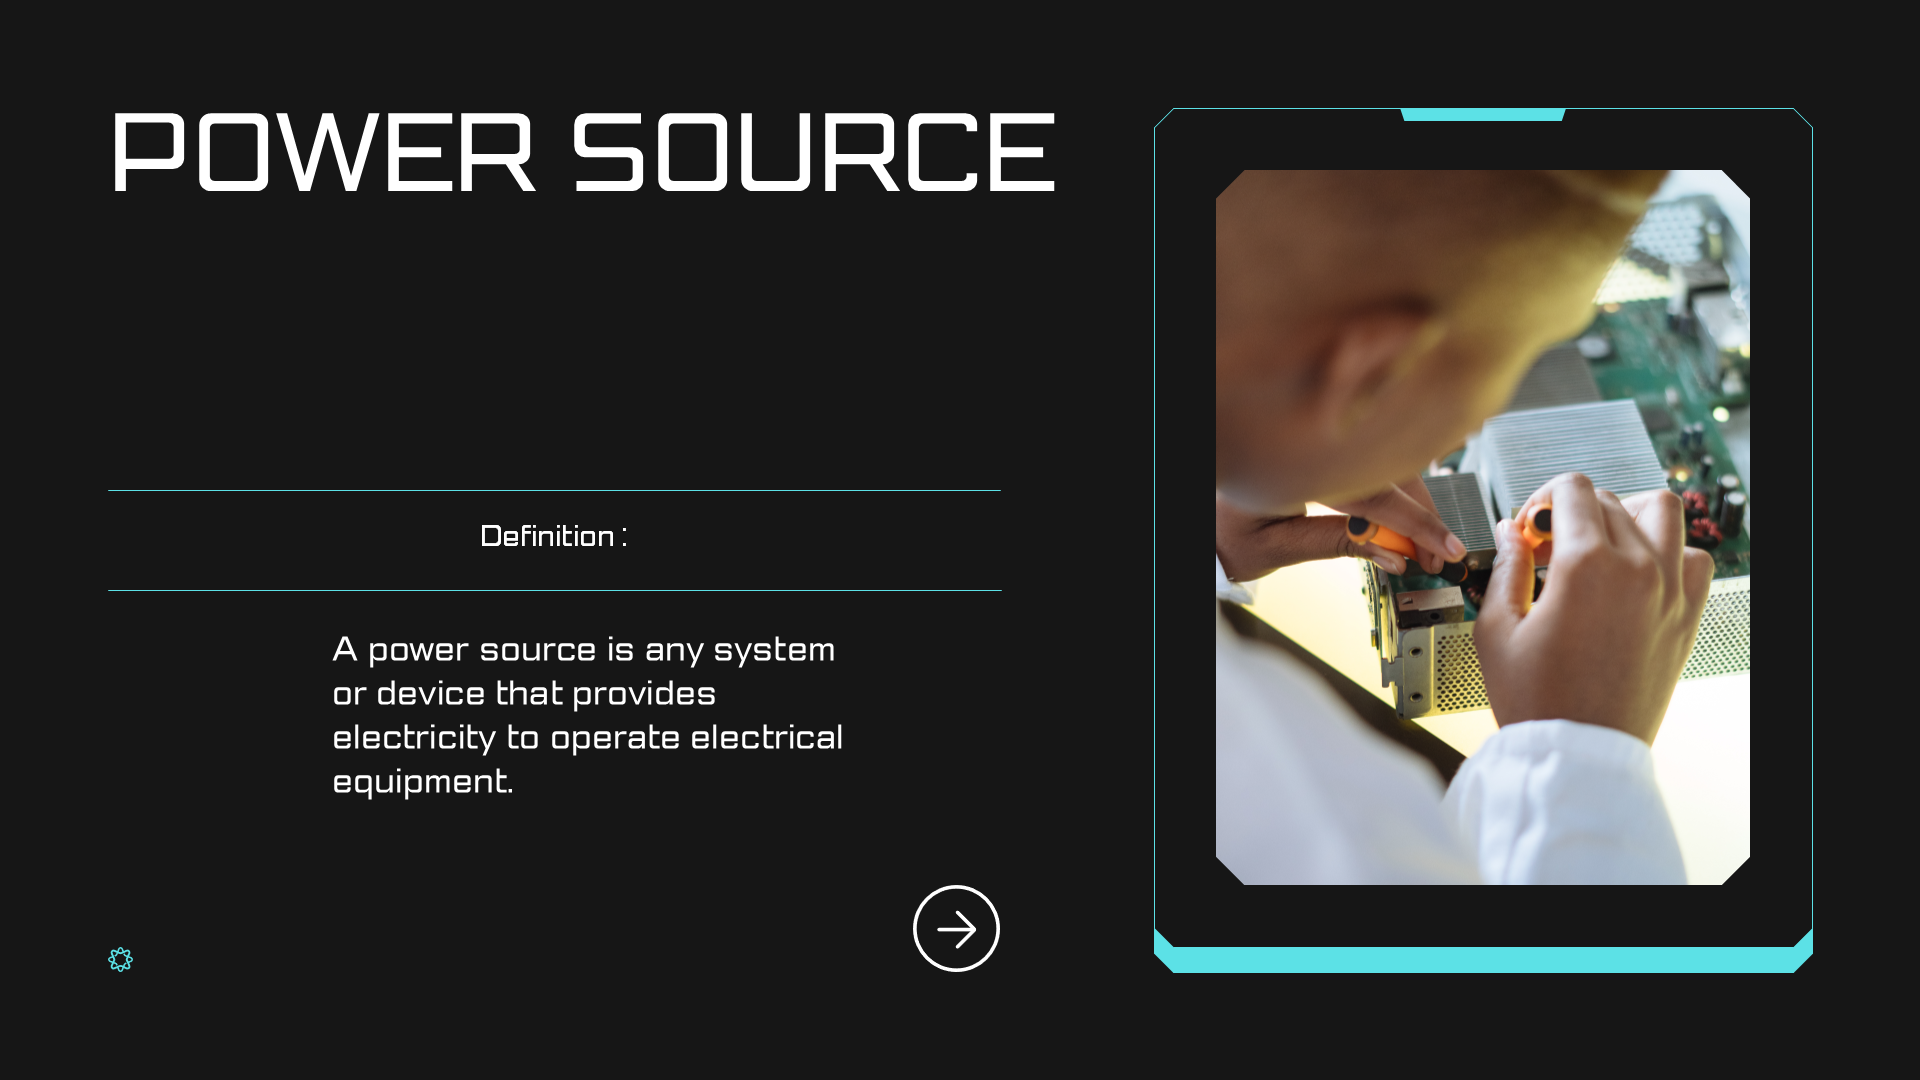 POWER SOURCE
Definition :
A power source is any system
or device that provides
electricity to operate electrical
equipment.